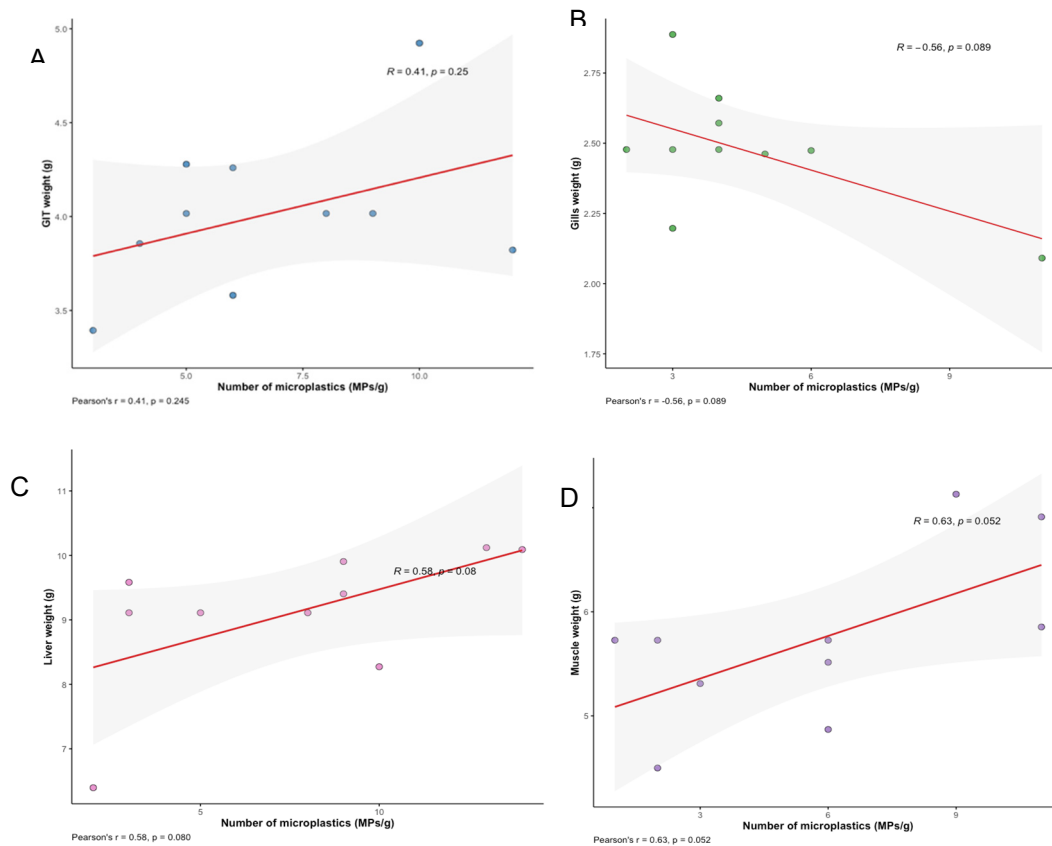 A
5.0
4.5
4.0
3.5
GIT weight (g)
R = 0.41, p = 0.25
5.0 7.5 10.0
Number of microplastics (MPs/g)
Pearson's r = 0.41, p = 0.245
B
2.75
2.50
2.25
2.00
1.75
Gills weight (g)
R = −0.56, p = 0.089
3 6 9
Number of microplastics (MPs/g)
Pearson's r = -0.56, p = 0.089
C
11
10
9
8
7
Liver weight (g)
R = 0.58, p = 0.08
5 10
Number of microplastics (MPs/g)
Pearson's r = 0.58, p = 0.080
D
6
5
Muscle weight (g)
R = 0.63, p = 0.052
3 6 9
Number of microplastics (MPs/g)
Pearson's r = 0.63, p = 0.052